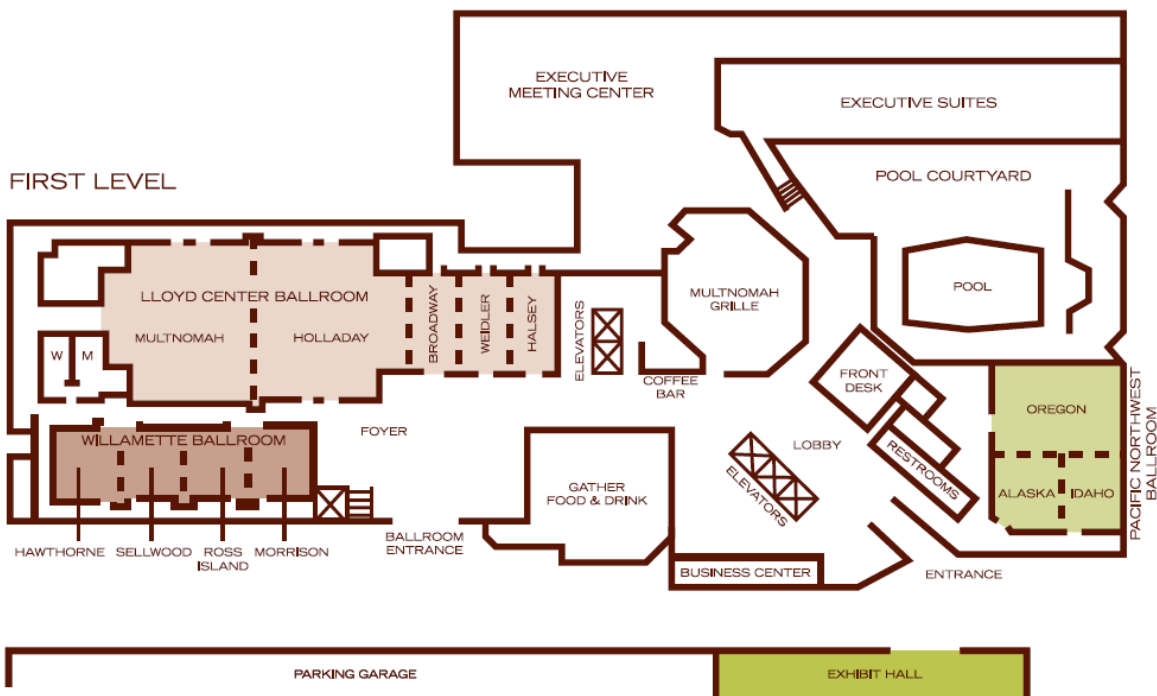 EXECUTIVE
MEETING CENTER
EXECUTIVE SUITES
FIRST LEVEL
POOL COURTYARD
LLOYD CENTER BALLROOM
MULTNOMAH
HOLLADAY
BROADWAY
WEIDLER
HALSEY
ELEVATORS
MULTNOMAH
GRILLE
POOL
W
M
COFFEE
BAR
FRONT
DESK
OREGON
ALASKA
IDAHO
PACIFIC NORTHWEST
BALLROOM
WILLAMETTE BALLROOM
FOYER
LOBBY
RESTROOMS
ELEVATORS
GATHER
FOOD & DRINK
HAWTHORNE
SELLWOOD
ROSS
ISLAND
MORRISON
BALLROOM
ENTRANCE
BUSINESS CENTER
ENTRANCE
PARKING GARAGE
EXHIBIT HALL